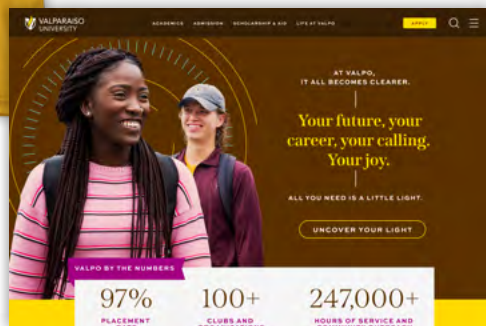 VALPARAISO
UNIVERSITY
ACADEMICS ADMISSION SCHOLARSHIP & AID LIFE AT VALPO
APPLY
AT VALPO,
IT ALL BECOMES CLEARER.
Your future, your
career, your calling.
Your joy.
ALL YOU NEED IS A LITTLE LIGHT.
UNCOVER YOUR LIGHT
VALPO BY THE NUMBERS
97% 100+ 247,000+
PLACEMENT CLUBS AND HOURS OF SERVICE AND